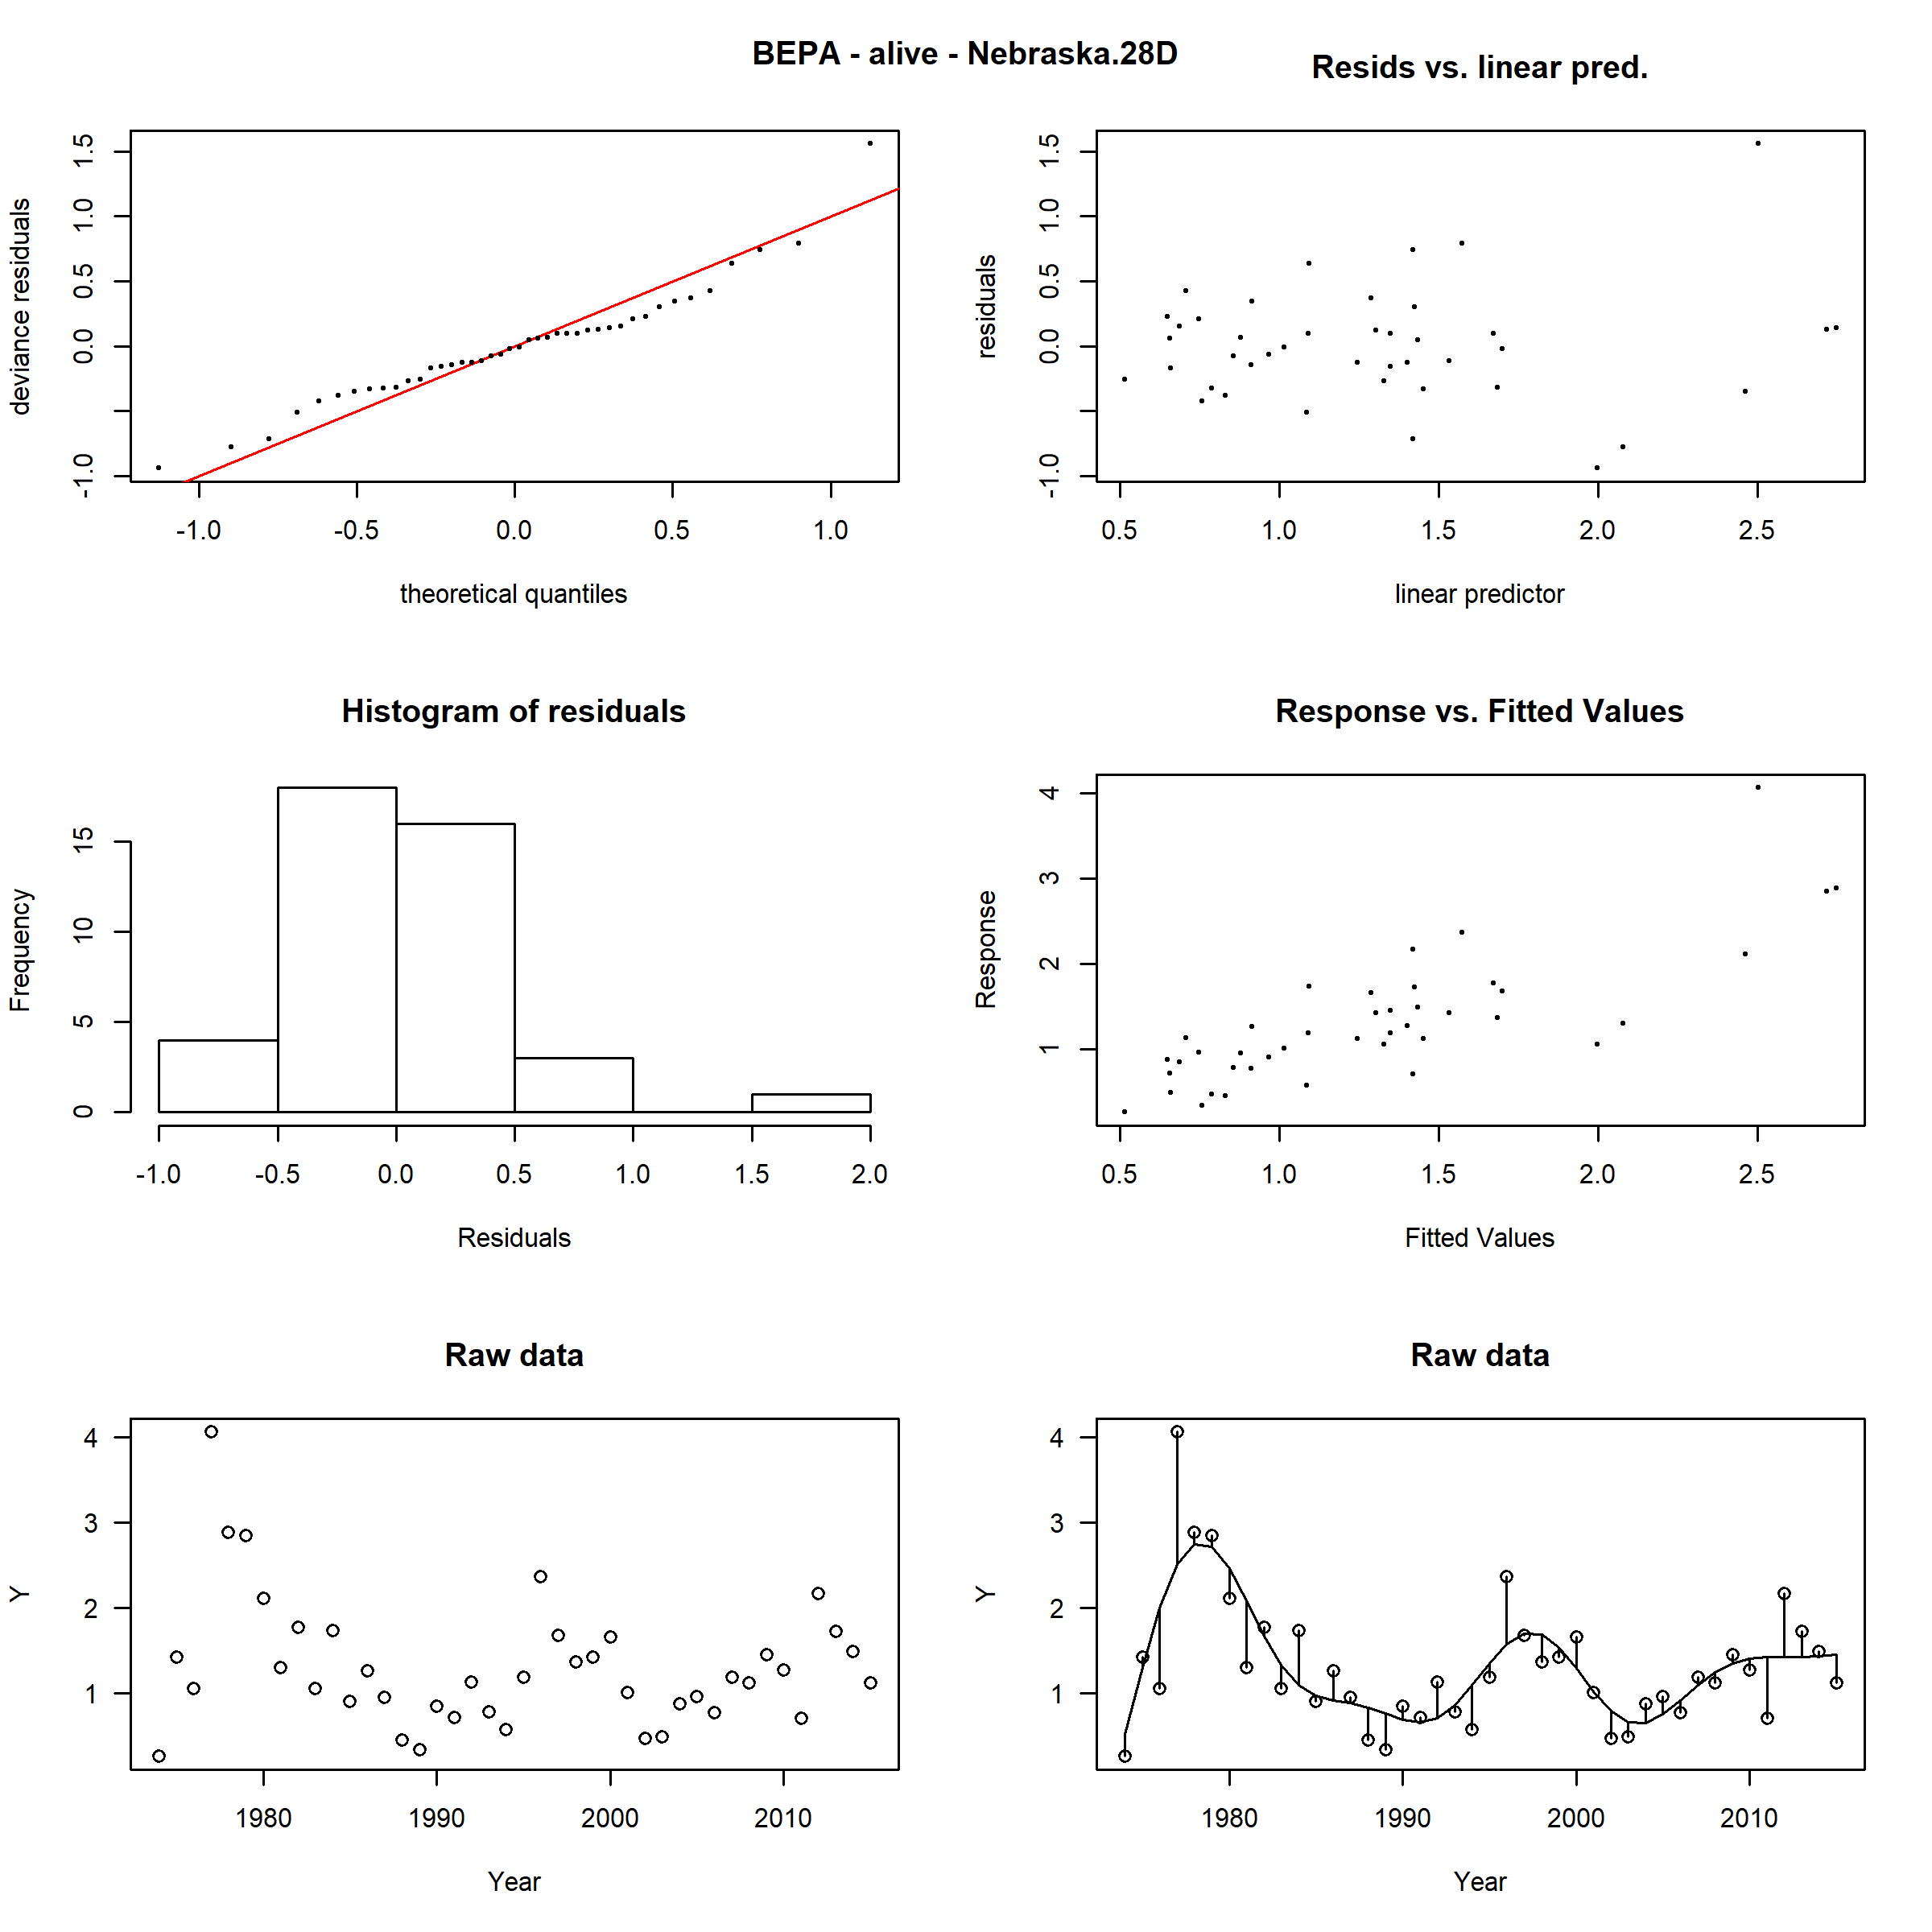 BEPA - alive - Nebraska.28D
Resids vs. linear pred.
deviance residuals
-1.0 0.0 0.5 1.0 1.5
-1.0 -0.5 0.0 0.5 1.0
theoretical quantiles
residuals
-1.0 0.0 0.5 1.0 1.5
0.5 1.0 1.5 2.0 2.5
linear predictor
Histogram of residuals
Frequency
0 5 10 15
-1.0 -0.5 0.0 0.5 1.0 1.5 2.0
Residuals
Response vs. Fitted Values
Response
1 2 3 4
0.5 1.0 1.5 2.0 2.5
Fitted Values
Raw data
Y
4
3
2
1
1980 1990 2000 2010
Year
Raw data
Y
4
3
2
1
1980 1990 2000 2010
Year